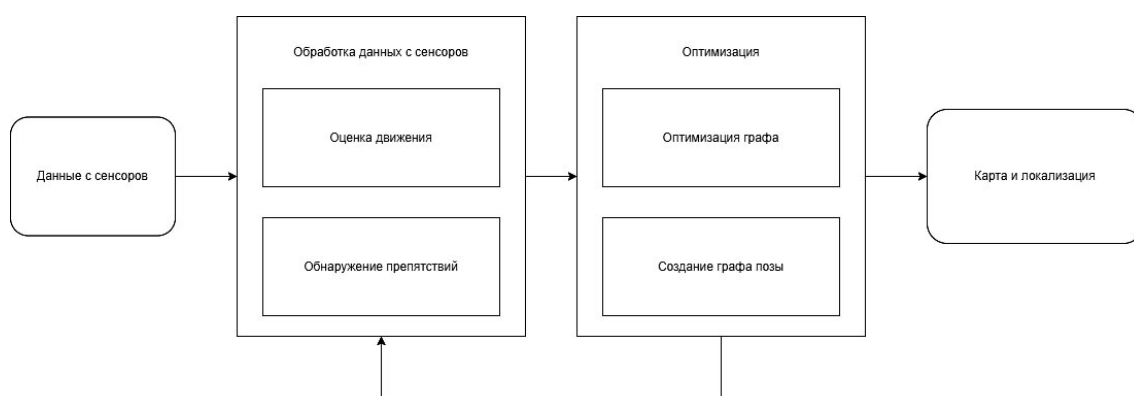 Данные с сенсоров
Обработка данных с сенсоров
Оценка движения
Обнаружение препятствий
Оптимизация
Оптимизация графа
Создание графа позы
Карта и локализация